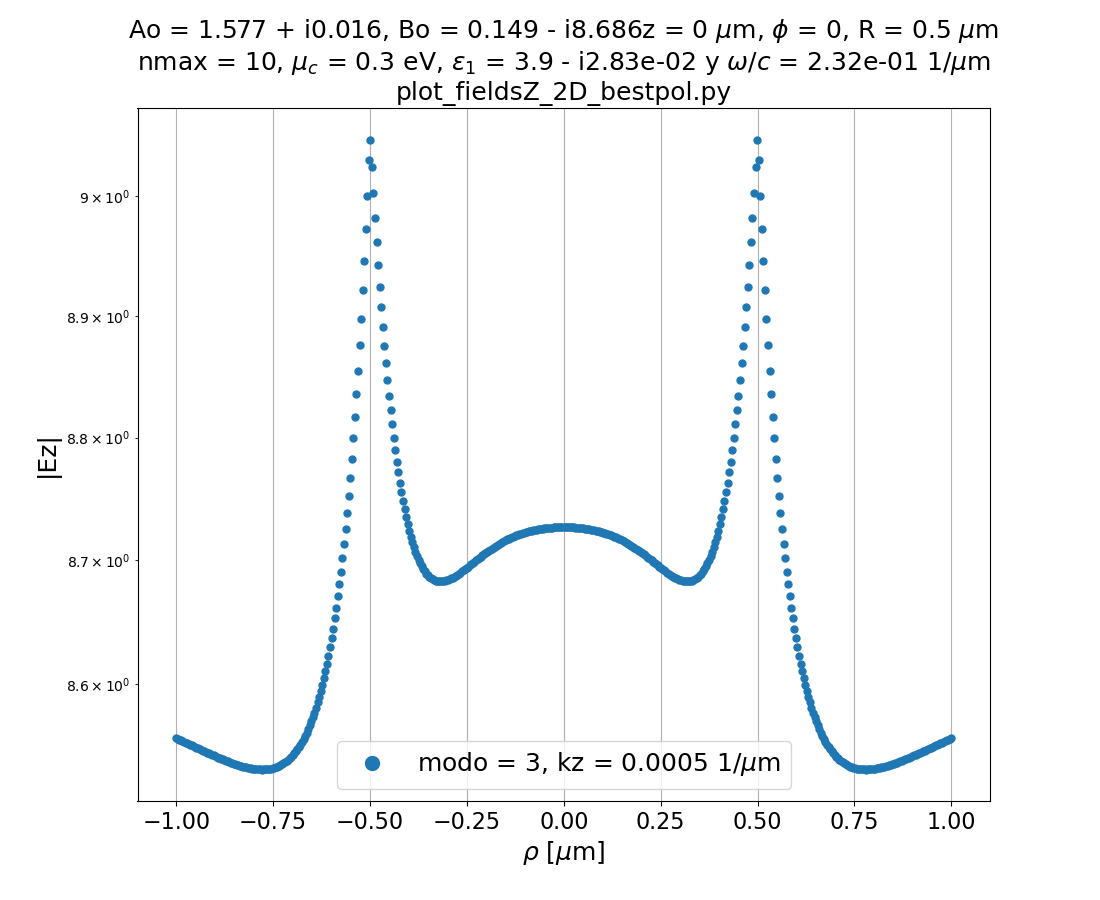 Ao = 1.577 + i0.016, Bo = 0.149 - i8.686z = 0 μm, ϕ = 0, R = 0.5 μm
nmax = 10, μ_c = 0.3 eV, ε_1 = 3.9 - i2.83e-02 y ω/c = 2.32e-01 1/μm
plot_fieldsZ_2D_bestpol.py
|Ez|
9 × 10⁰
8.9 × 10⁰
8.8 × 10⁰
8.7 × 10⁰
8.6 × 10⁰
modo = 3, kz = 0.0005 1/μm
−1.00 −0.75 −0.50 −0.25 0.00 0.25 0.50 0.75 1.00
ρ [μm]